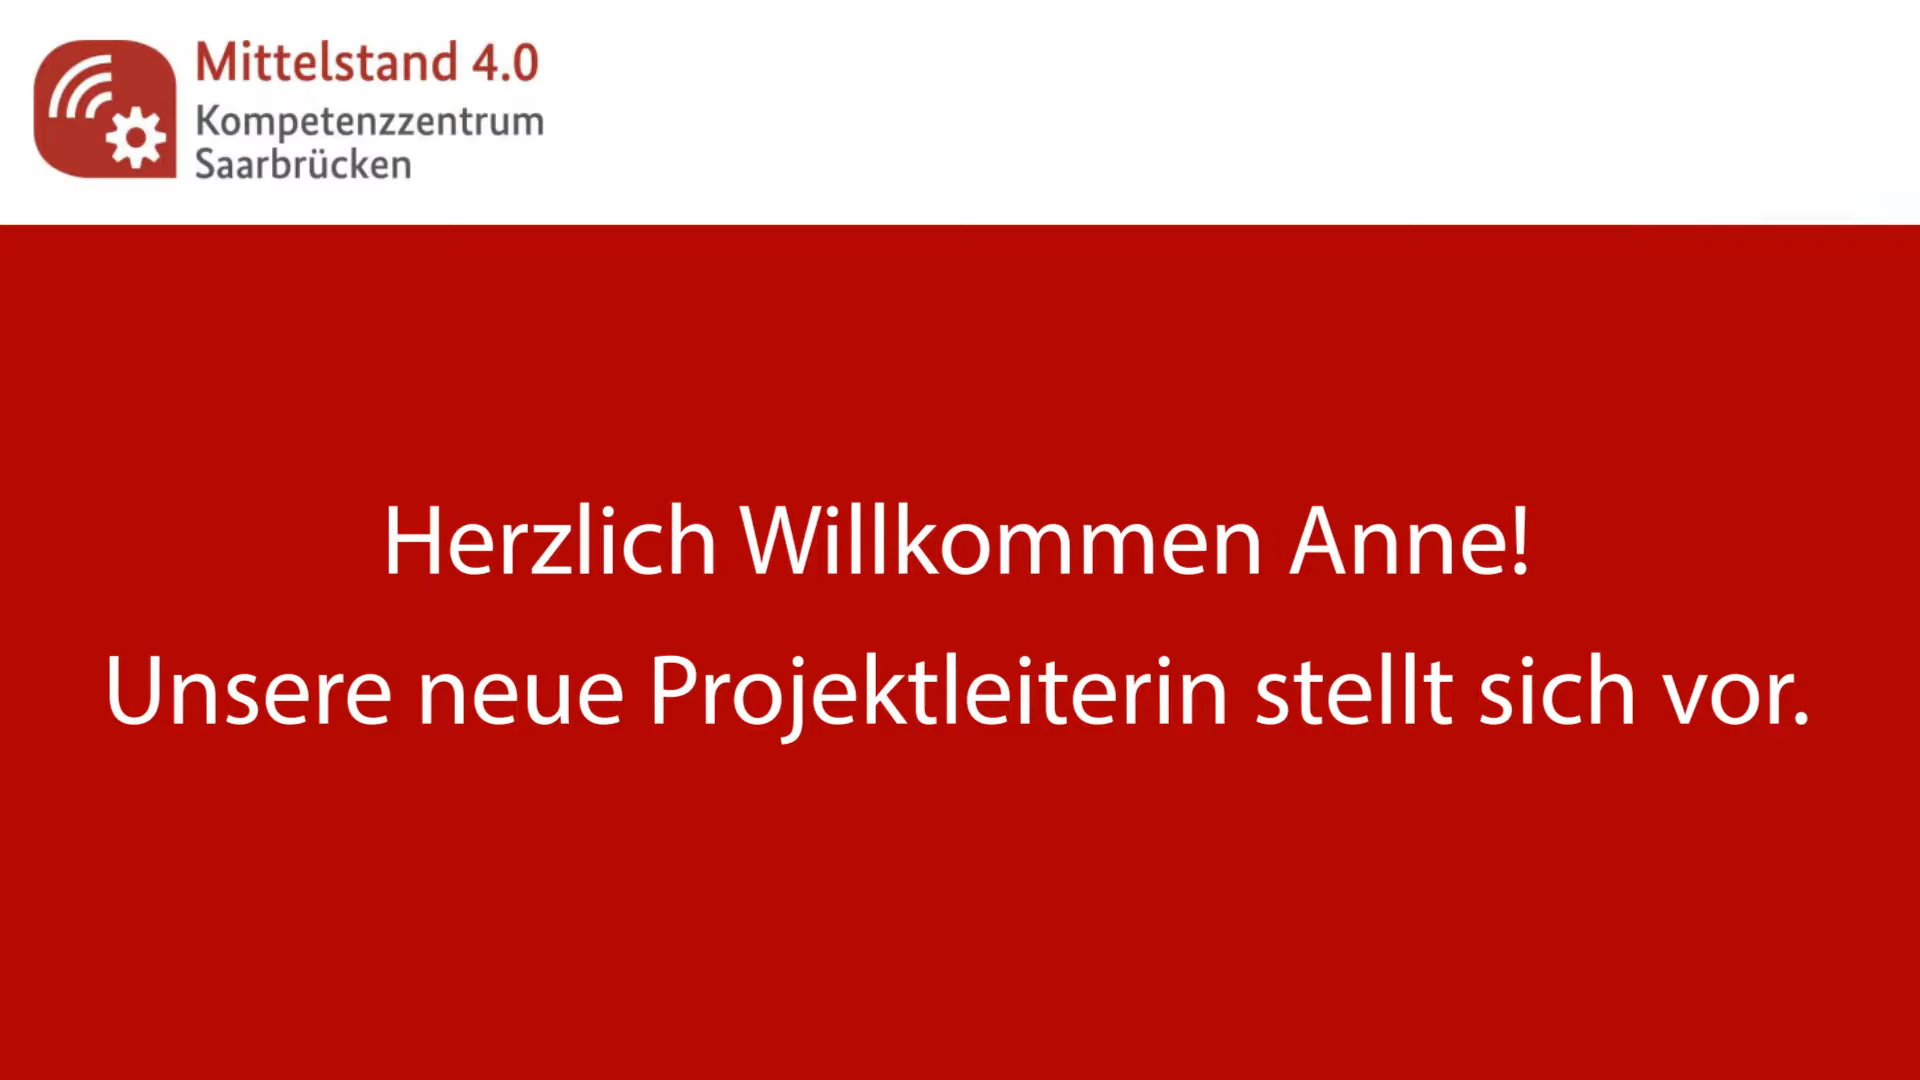 Mittelstand 4.0
Kompetenzzentrum
Saarbrücken
Herzlich Willkommen Anne!
Unsere neue Projektleiterin stellt sich vor.